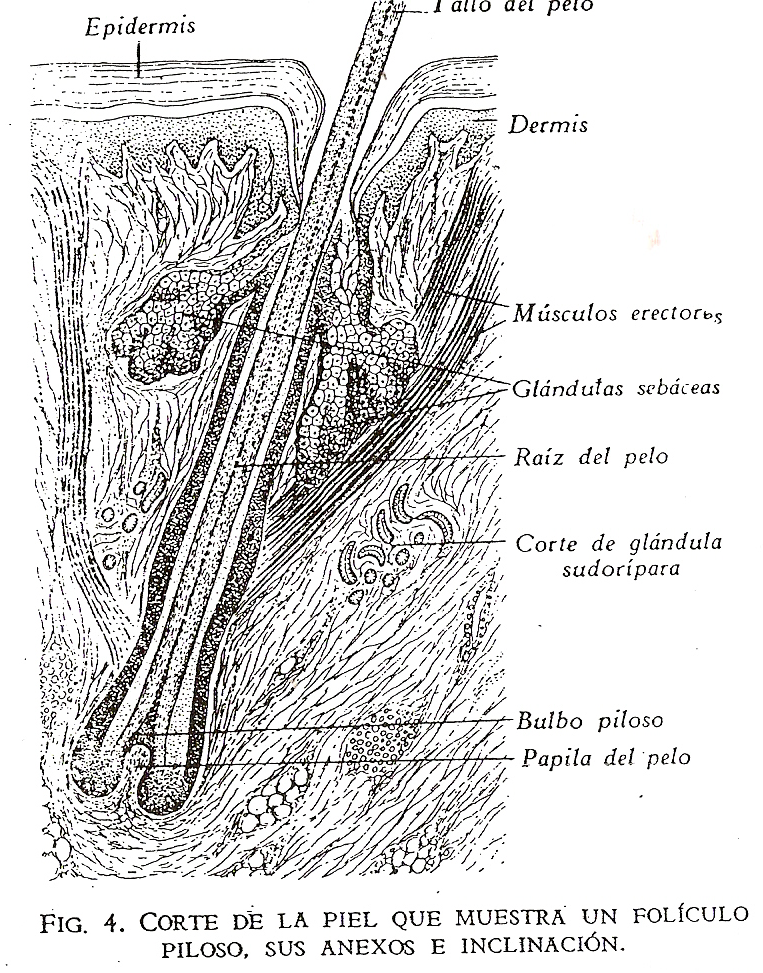 Tallo del pelo
Epidermis
Dermis
Músculos erectores
Glándulas sebáceas
Raíz del pelo
Corte de glándula
sudorípara
Bulbo piloso
Papila del pelo
FIG. 4. CORTE DE LA PIEL QUE MUESTRA UN FOLÍCULO
PILOSO, SUS ANEXOS E INCLINACIÓN.